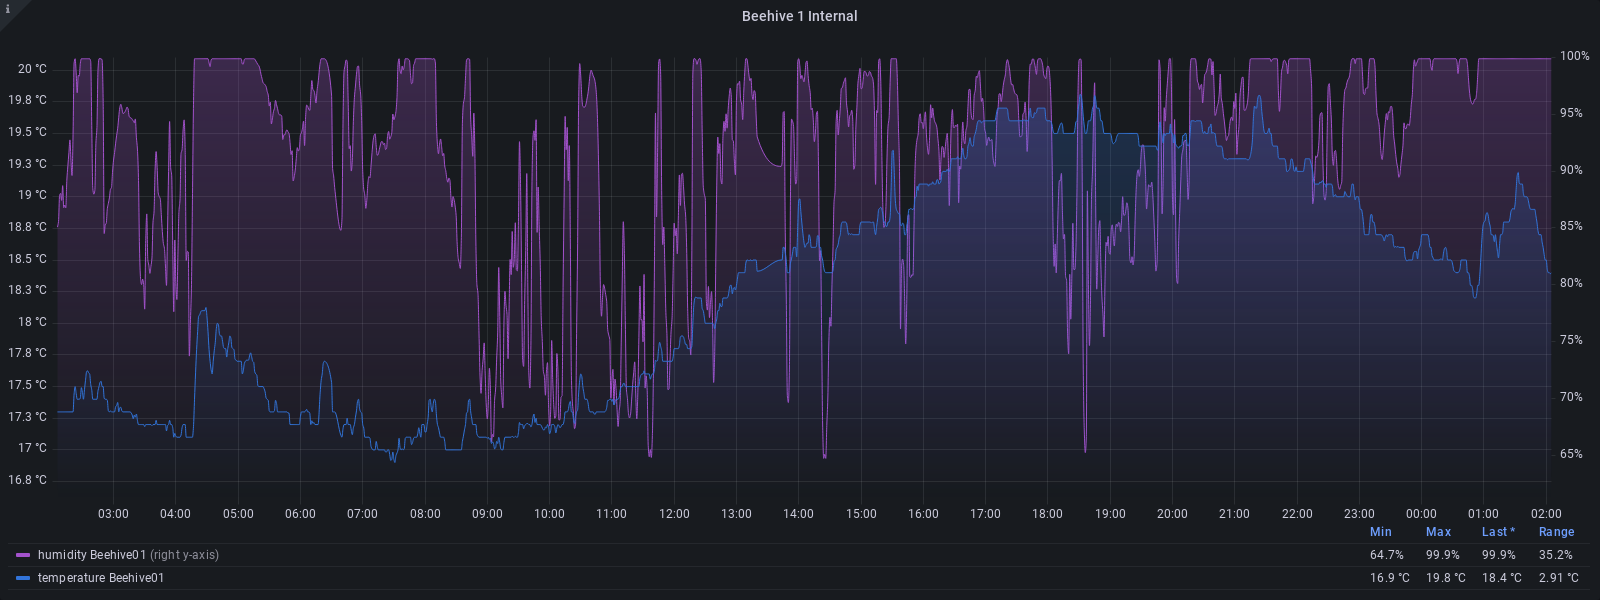 i
Beehive 1 Internal
20 °C
19.8 °C
19.5 °C
19.3 °C
19 °C
18.8 °C
18.5 °C
18.3 °C
18 °C
17.8 °C
17.5 °C
17.3 °C
17 °C
16.8 °C
100%
95%
90%
85%
80%
75%
70%
65%
03:00 04:00 05:00 06:00 07:00 08:00 09:00 10:00 11:00 12:00 13:00 14:00 15:00 16:00 17:00 18:00 19:00 20:00 21:00 22:00 23:00 00:00 01:00 02:00
Min Max Last * Range
humidity Beehive01 (right y-axis) 64.7% 99.9% 99.9% 35.2%
temperature Beehive01 16.9 °C 19.8 °C 18.4 °C 2.91 °C